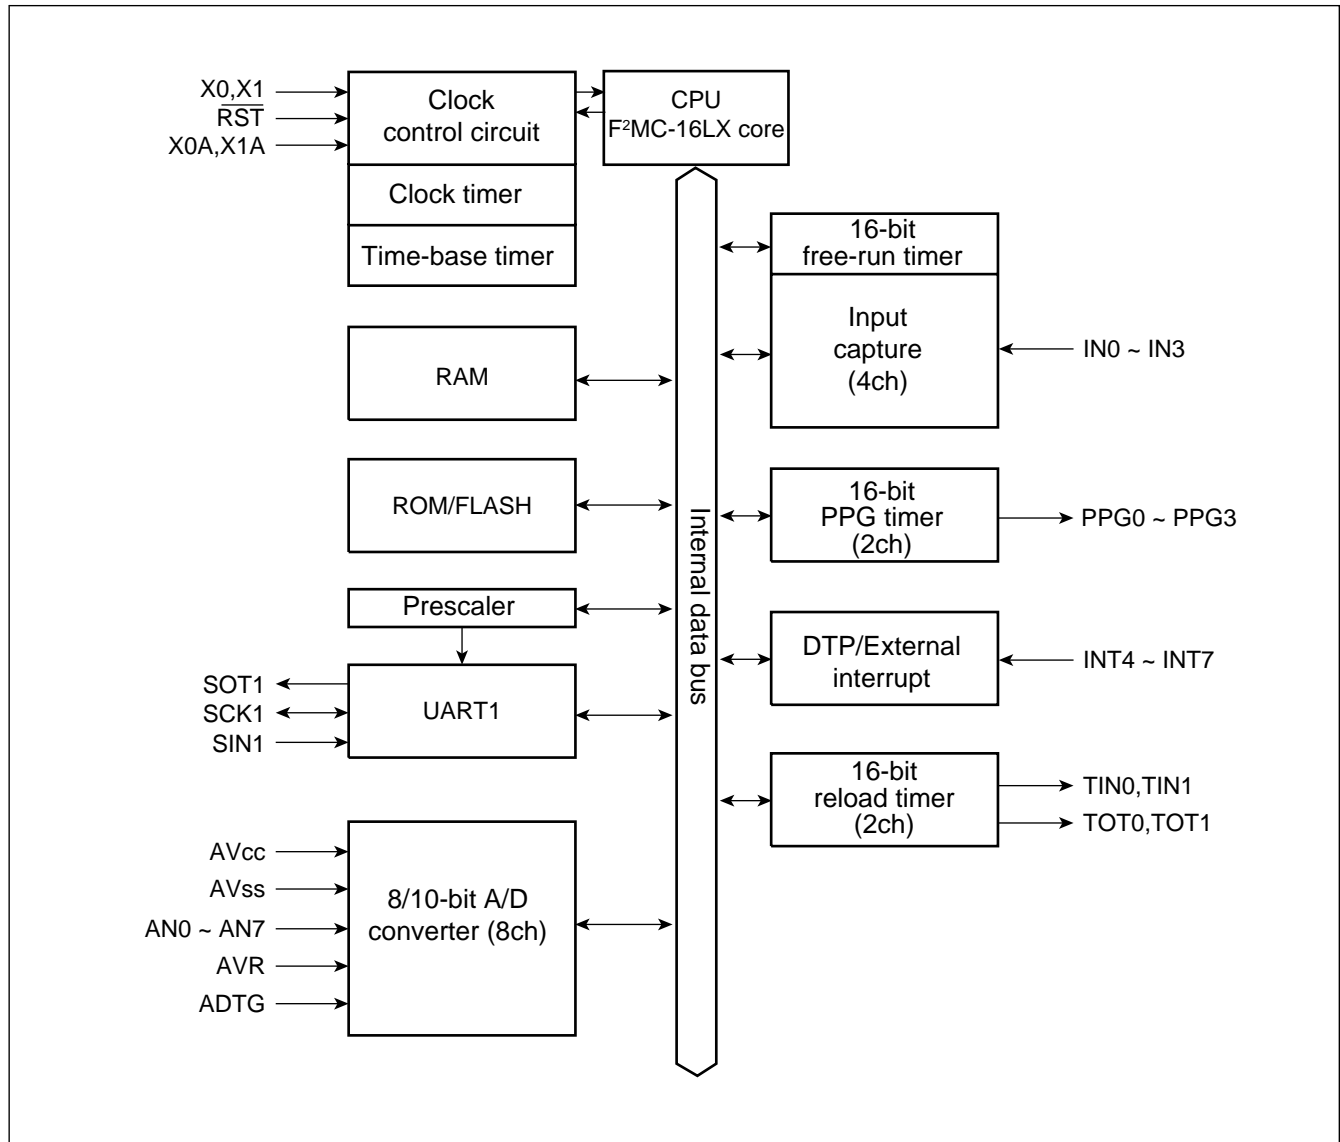 X0,X1
RST
X0A,X1A
Clock
control circuit
Clock timer
Time-base timer
CPU
F²MC-16LX core
RAM
ROM/FLASH
Prescaler
SOT1
SCK1
SIN1
UART1
AVcc
AVss
AN0 ~ AN7
AVR
ADTG
8/10-bit A/D
converter (8ch)
Internal data bus
16-bit
free-run timer
Input
capture
(4ch)
IN0 ~ IN3
16-bit
PPG timer
(2ch)
PPG0 ~ PPG3
DTP/External
interrupt
INT4 ~ INT7
16-bit
reload timer
(2ch)
TIN0,TIN1
TOT0,TOT1